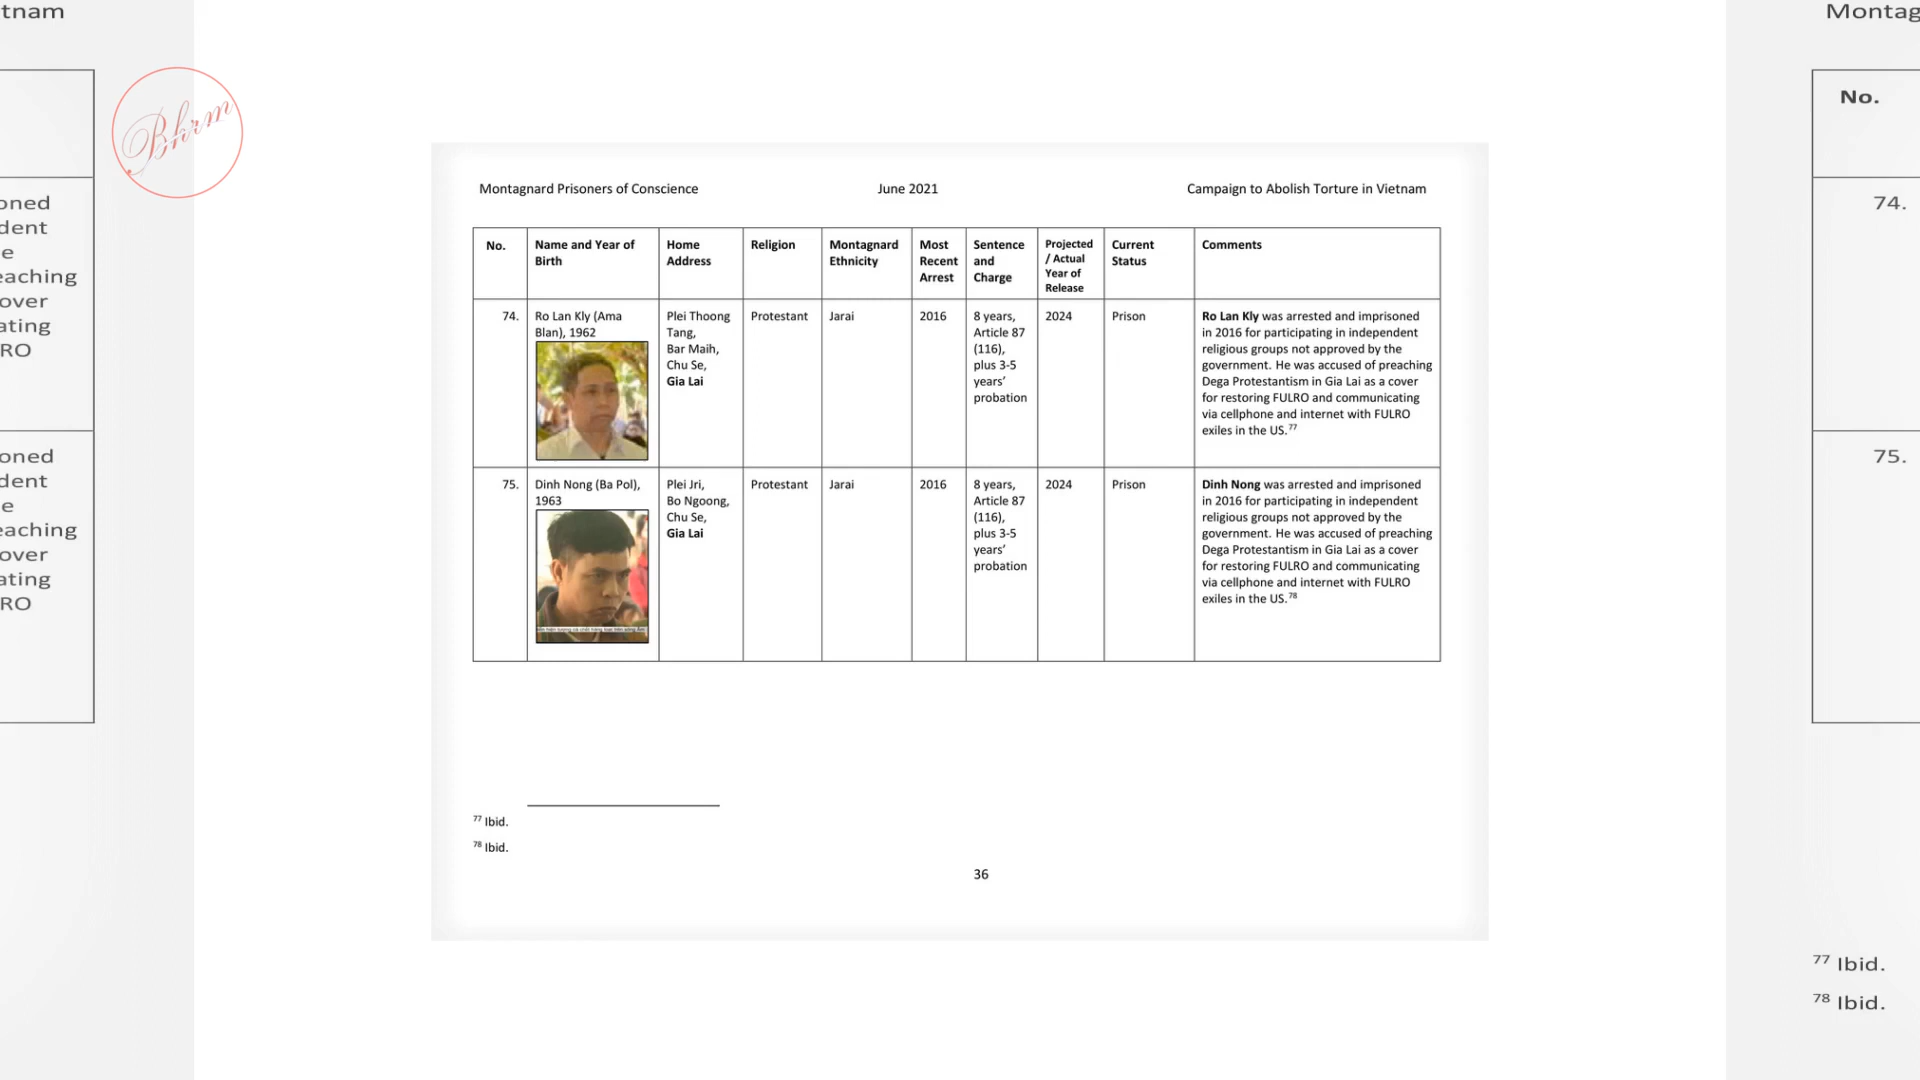 tnam
oned
dent
e
eaching
over
ating
RO
oned
dent
e
eaching
over
ating
RO
Bhrm
Montagnard Prisoners of Conscience
June 2021
Campaign to Abolish Torture in Vietnam
No.
Name and Year of
Birth
Home
Address
Religion
Montagnard
Ethnicity
Most
Recent
Arrest
Sentence
and
Charge
Projected
/ Actual
Year of
Release
Current
Status
Comments
74.
Ro Lan Kly (Ama
Blan), 1962
Plei Thoong
Tang,
Bar Maih,
Chu Se,
Gia Lai
Protestant
Jarai
2016
8 years,
Article 87
(116),
plus 3-5
years’
probation
2024
Prison
Ro Lan Kly was arrested and imprisoned
in 2016 for participating in independent
religious groups not approved by the
government. He was accused of preaching
Dega Protestantism in Gia Lai as a cover
for restoring FULRO and communicating
via cellphone and internet with FULRO
exiles in the US.77
75.
Dinh Nong (Ba Pol),
1963
Plei Jri,
Bo Ngoong,
Chu Se,
Gia Lai
Protestant
Jarai
2016
8 years,
Article 87
(116),
plus 3-5
years’
probation
2024
Prison
Dinh Nong was arrested and imprisoned
in 2016 for participating in independent
religious groups not approved by the
government. He was accused of preaching
Dega Protestantism in Gia Lai as a cover
for restoring FULRO and communicating
via cellphone and internet with FULRO
exiles in the US.78
77 Ibid.
78 Ibid.
36
Montag
No.
74.
75.
77 Ibid.
78 Ibid.